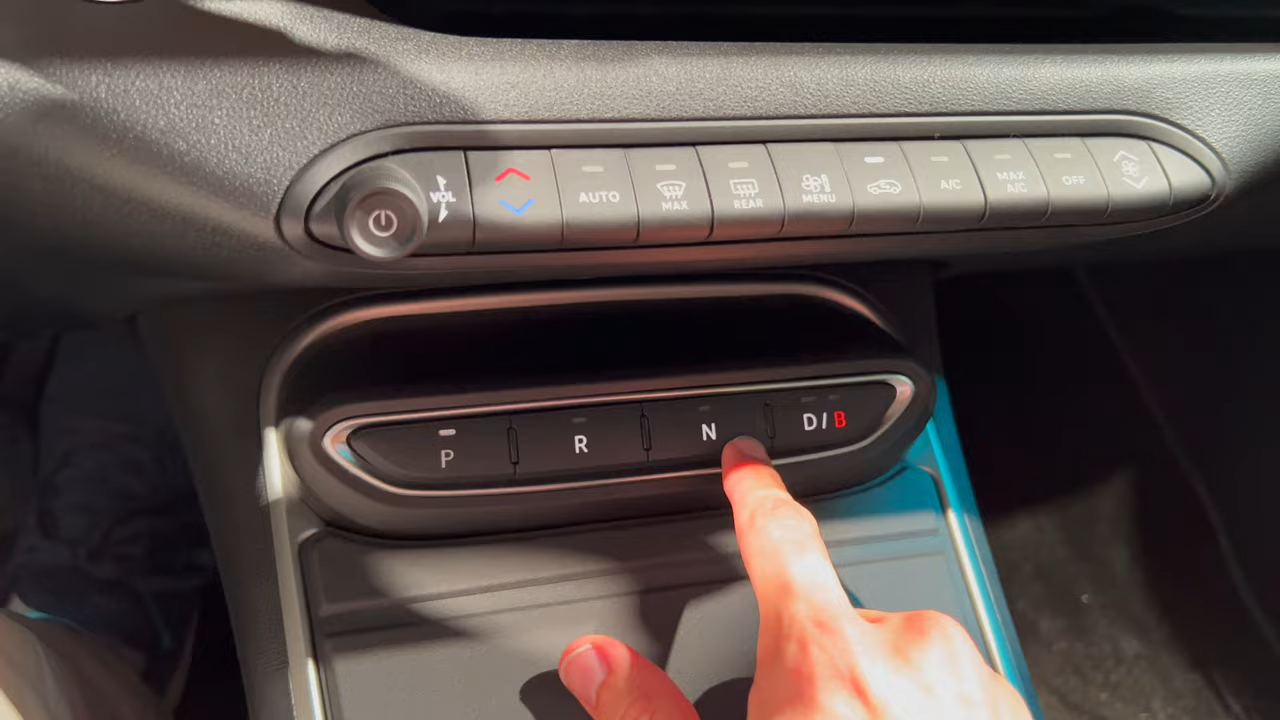 VOL
AUTO
MAX
REAR
MENU
A/C
MAX
A/C
OFF
P
R
N
D/B